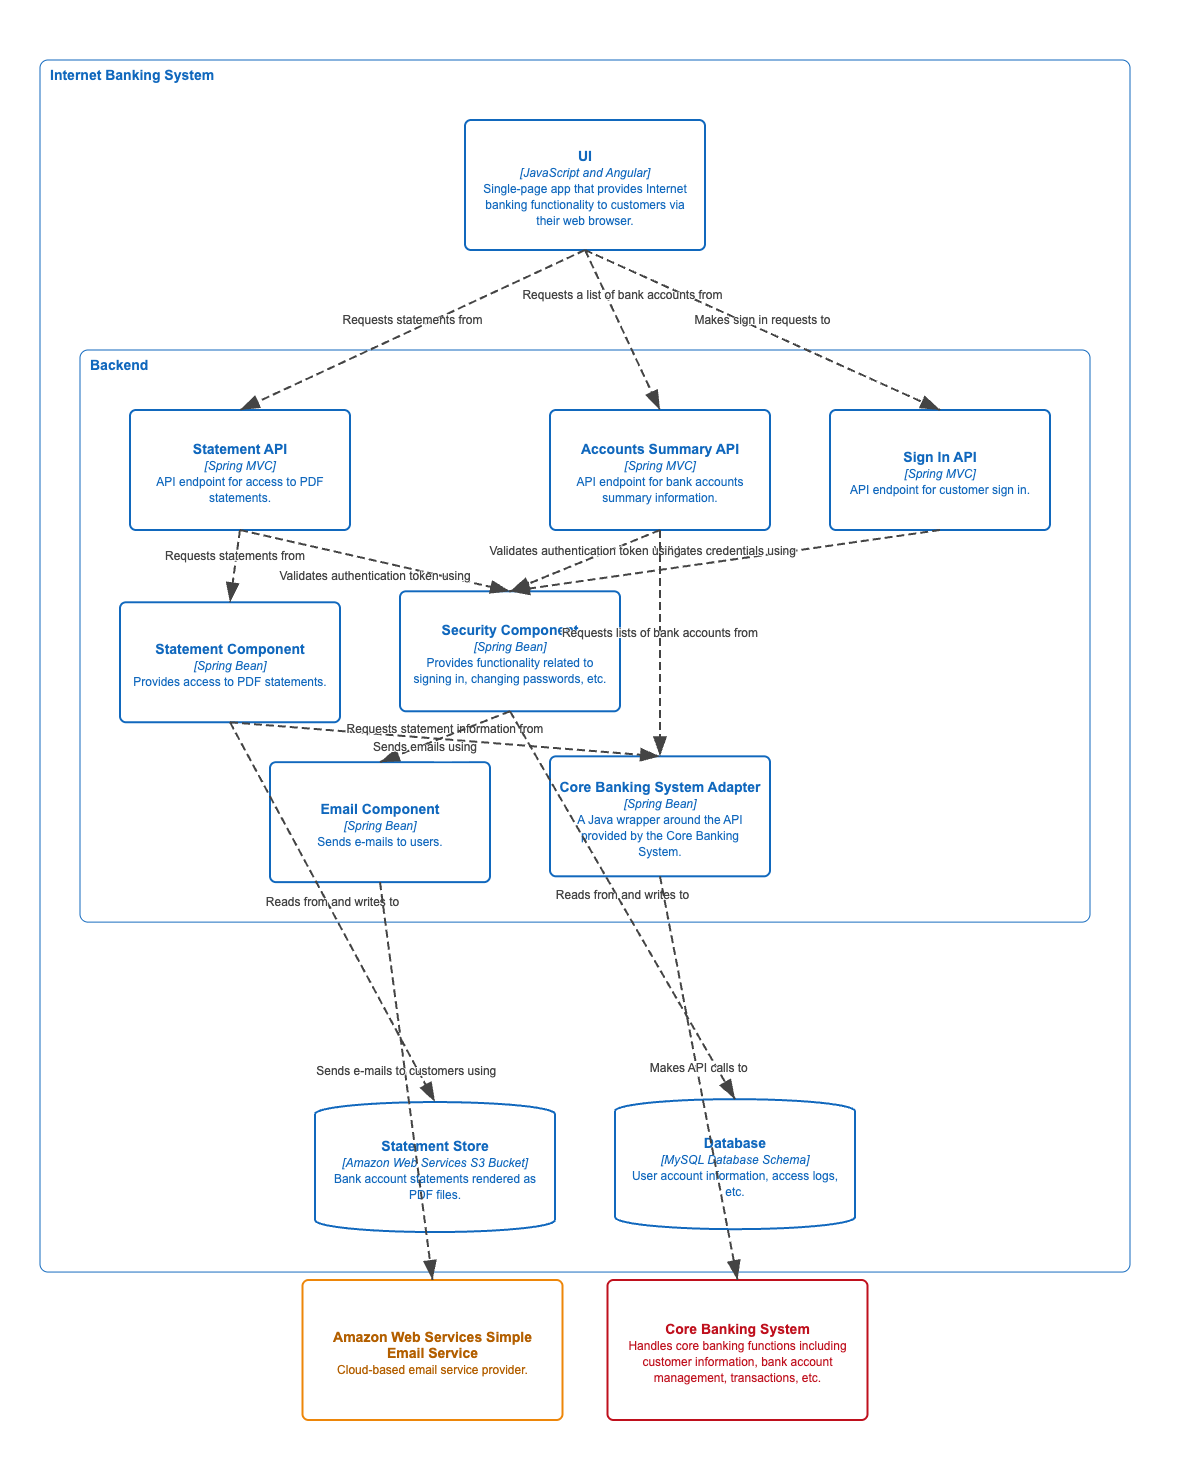 Internet Banking System
UI
[JavaScript and Angular]
Single-page app that provides Internet
banking functionality to customers via
their web browser.
Requests a list of bank accounts from
Requests statements from
Makes sign in requests to
Backend
Statement API
[Spring MVC]
API endpoint for access to PDF
statements.
Accounts Summary API
[Spring MVC]
API endpoint for bank accounts
summary information.
Sign In API
[Spring MVC]
API endpoint for customer sign in.
Requests statements from
Validates authentication token using
Validates authentication token using
credentials using
Requests lists of bank accounts from
Statement Component
[Spring Bean]
Provides access to PDF statements.
Security Component
[Spring Bean]
Provides functionality related to
signing in, changing passwords, etc.
Requests statement information from
Sends emails using
Email Component
[Spring Bean]
Sends e-mails to users.
Core Banking System Adapter
[Spring Bean]
A Java wrapper around the API
provided by the Core Banking
System.
Reads from and writes to
Reads from and writes to
Sends e-mails to customers using
Makes API calls to
Statement Store
[Amazon Web Services S3 Bucket]
Bank account statements rendered as
PDF files.
Database
[MySQL Database Schema]
User account information, access logs,
etc.
Amazon Web Services Simple
Email Service
Cloud-based email service provider.
Core Banking System
Handles core banking functions including
customer information, bank account
management, transactions, etc.